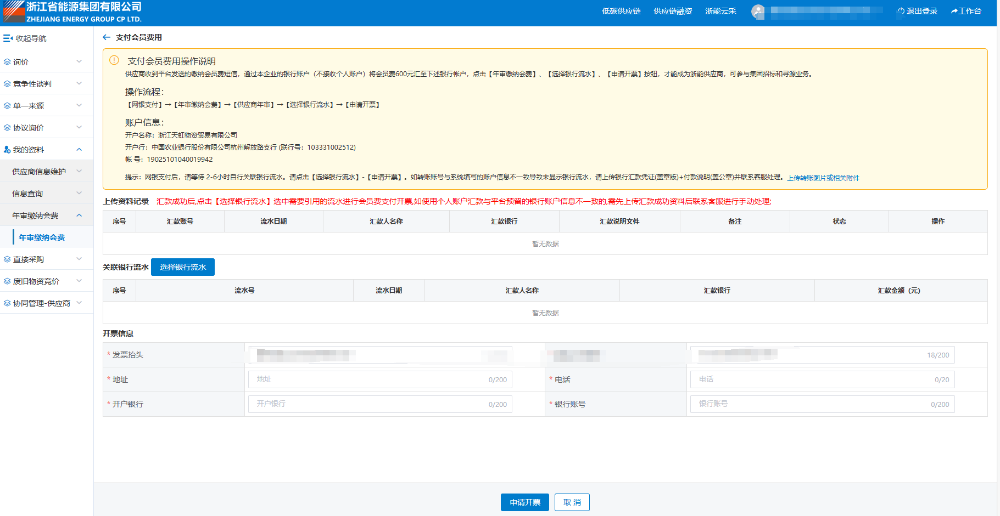 浙江省能源集团有限公司
ZHEJIANG ENERGY GROUP CP LTD.
低碳供应链 供应链融资 浙能云采 退出登录 工作台
收起导航
询价
竞争性谈判
单一来源
协议询价
我的资料
供应商信息维护
信息查询
年审缴纳会费
年审缴纳会费
直接采购
废旧物资竞价
协同管理-供应商
支付会员费用
支付会员费用操作说明
供应商收到平台发送的缴纳会员费短信，通过本企业的银行账户（不接收个人账户）将会员费600元汇至下述银行帐户，点击【年审缴纳会费】、【选择银行流水】、【申请开票】按钮，才能成为浙能供应商，可参与集团招标和寻源业务。
操作流程：
【网银支付】→【年审缴纳会费】→【供应商年审】→【选择银行流水】→【申请开票】
账户信息：
开户名称：浙江天虹物资贸易有限公司
开户行：中国农业银行股份有限公司杭州解放路支行 (联行号：103331002512)
帐 号：19025101040019942
提示：网银支付后，请等待 2-6小时自行关联银行流水。请点击【选择银行流水】-【申请开票】。如转账账号与系统填写的账户信息不一致导致未显示银行流水，请上传银行汇款凭证(盖章版)+付款说明(盖公章)并联系客服处理。 上传转账图片或相关附件
上传资料记录 汇款成功后,点击【选择银行流水】选中需要引用的流水进行会员费支付开票,如使用个人账户汇款与平台预留的银行账户信息不一致的,需先上传汇款成功资料后联系客服进行手动处理;
序号 汇款账号 流水日期 汇款人名称 汇款银行 汇款说明文件 备注 状态 操作
暂无数据
关联银行流水 选择银行流水
序号 流水号 流水日期 汇款人名称 汇款银行 汇款金额（元）
暂无数据
开票信息
* 发票抬头 18/200
* 地址 地址 0/200 * 电话 电话 0/20
* 开户银行 开户银行 0/200 * 银行账号 银行账号 0/200
申请开票 取 消